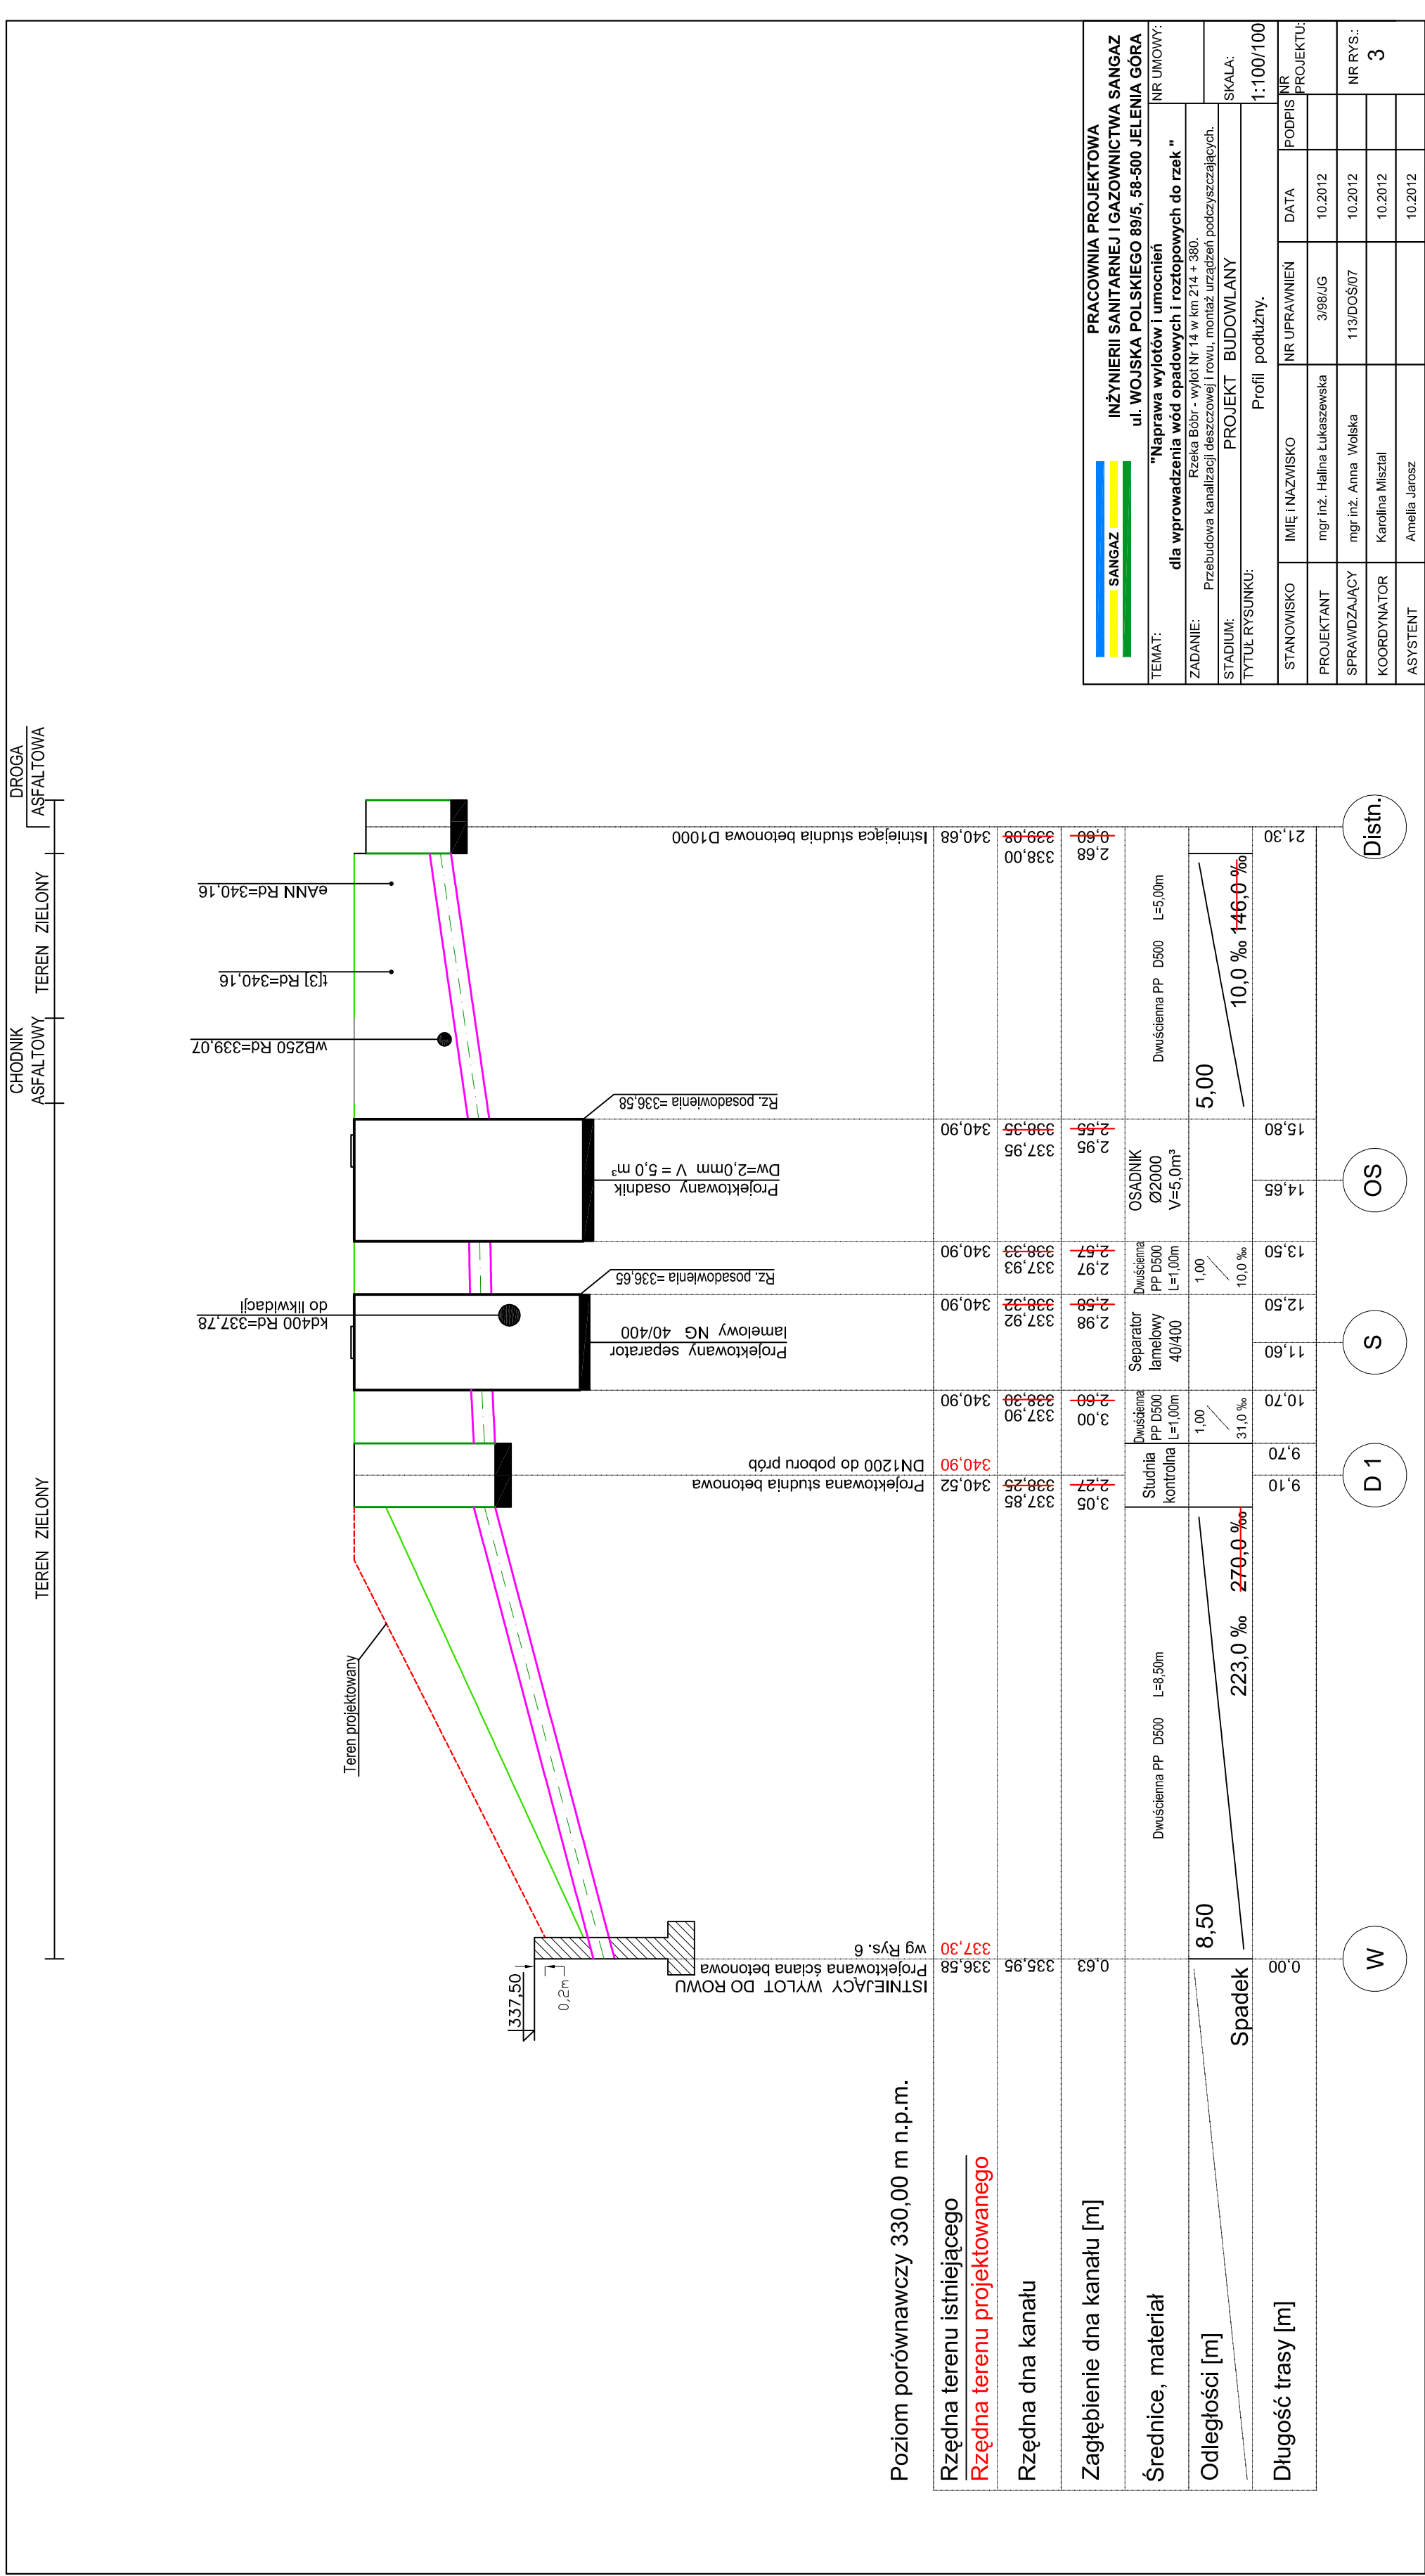 DROGA
ASFALTOWA
TEREN  ZIELONY
CHODNIK
ASFALTOWY
TEREN  ZIELONY
eANN Rd=340,16
t[3] Rd=340,16
wB250 Rd=339,07
kd400 Rd=337,78
do likwidacji
Teren projektowany
337,50
0,2m
Rz. posadowienia =336,58
Rz. posadowienia =336,65
Projektowany osadnik
Dw=2,0mm  V = 5,0 m³
Projektowany separator
lamelowy  NG  40/400
ISTNIEJĄCY WYLOT DO ROWU
Projektowana ściana betonowa
wg Rys. 6
Projektowana studnia betonowa
DN1200 do poboru prób
Istniejąca studnia betonowa D1000
Poziom porównawczy 330,00 m n.p.m.
Rzędna terenu istniejącego
336,58 340,52 340,90 340,90 340,90 340,90 340,68
Rzędna terenu projektowanego
337,30 340,90
Rzędna dna kanału
335,95 338,25 338,30 338,32 338,33 338,35 339,08
337,85 337,90 337,92 337,93 337,95 338,00
Zagłębienie dna kanału [m]
0,63 2,27 2,60 2,58 2,57 2,55 0,60
3,05 3,00 2,98 2,97 2,95 2,68
Średnice, materiał
Dwuścienna PP   D500   L=8,50m
Studnia
kontrolna
Dwuścienna
PP D500
L=1,00m
Separator
lamelowy
40/400
Dwuścienna
PP D500
L=1,00m
OSADNIK
Ø2000
V=5,0m³
Dwuścienna PP   D500   L=5,00m
Odległości [m]
Spadek
8,50
223,0 ‰ 270,0 ‰
1,00
31,0 ‰
1,00
10,0 ‰
5,00
10,0 ‰ 146,0 ‰
Długość trasy [m]
0,00 9,10 9,70 10,70 11,60 12,50 13,50 14,65 15,80 21,30
W D 1 S OS Distn.
SANGAZ
PRACOWNIA PROJEKTOWA
INŻYNIERII SANITARNEJ I GAZOWNICTWA SANGAZ
ul. WOJSKA POLSKIEGO 89/5, 58-500 JELENIA GÓRA
TEMAT:
"Naprawa wylotów i umocnień
dla wprowadzenia wód opadowych i roztopowych do rzek "
NR UMOWY:
ZADANIE:
Rzeka Bóbr - wylot Nr 14 w km 214 + 380.
Przebudowa kanalizacji deszczowej i rowu, montaż urządzeń podczyszczających.
STADIUM:
PROJEKT   BUDOWLANY
SKALA:
1:100/100
TYTUŁ RYSUNKU:
Profil  podłużny.
STANOWISKO IMIĘ i NAZWISKO NR UPRAWNIEŃ DATA PODPIS
NR
PROJEKTU:
PROJEKTANT mgr inż. Halina Łukaszewska 3/98/JG 10.2012
SPRAWDZAJĄCY mgr inż. Anna  Wolska 113/DOŚ/07 10.2012
NR RYS.:
3
KOORDYNATOR Karolina Misztal 10.2012
ASYSTENT Amelia Jarosz 10.2012